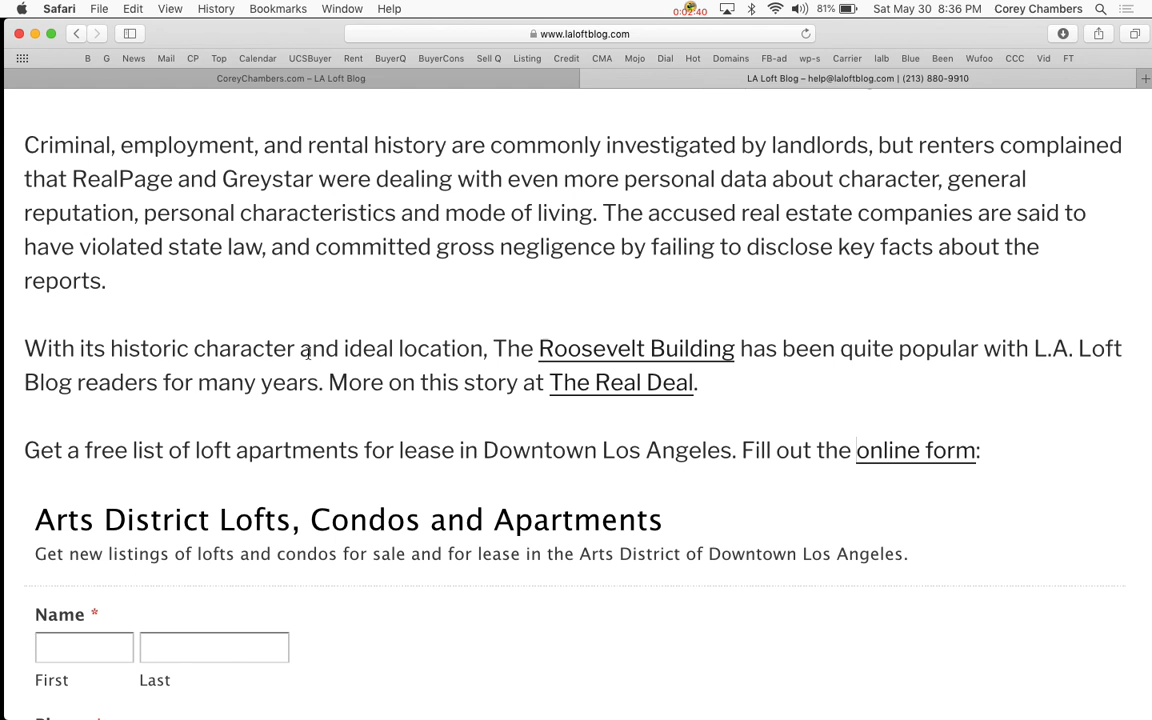 Safari File Edit View History Bookmarks Window Help 0:02:40 81% Sat May 30 8:36 PM Corey Chambers
www.laloftblog.com
B G News Mail CP Top Calendar UCSBuyer Rent BuyerQ BuyerCons Sell Q Listing Credit CMA Mojo Dial Hot Domains FB-ad wp-s Carrier lalb Blue Been Wufoo CCC Vid FT
CoreyChambers.com – LA Loft Blog LA Loft Blog – help@laloftblog.com | (213) 880-9910 +
Criminal, employment, and rental history are commonly investigated by landlords, but renters complained
that RealPage and Greystar were dealing with even more personal data about character, general
reputation, personal characteristics and mode of living. The accused real estate companies are said to
have violated state law, and committed gross negligence by failing to disclose key facts about the
reports.
With its historic character and ideal location, The Roosevelt Building has been quite popular with L.A. Loft
Blog readers for many years. More on this story at The Real Deal.
Get a free list of loft apartments for lease in Downtown Los Angeles. Fill out the online form:
Arts District Lofts, Condos and Apartments
Get new listings of lofts and condos for sale and for lease in the Arts District of Downtown Los Angeles.
Name *
First Last